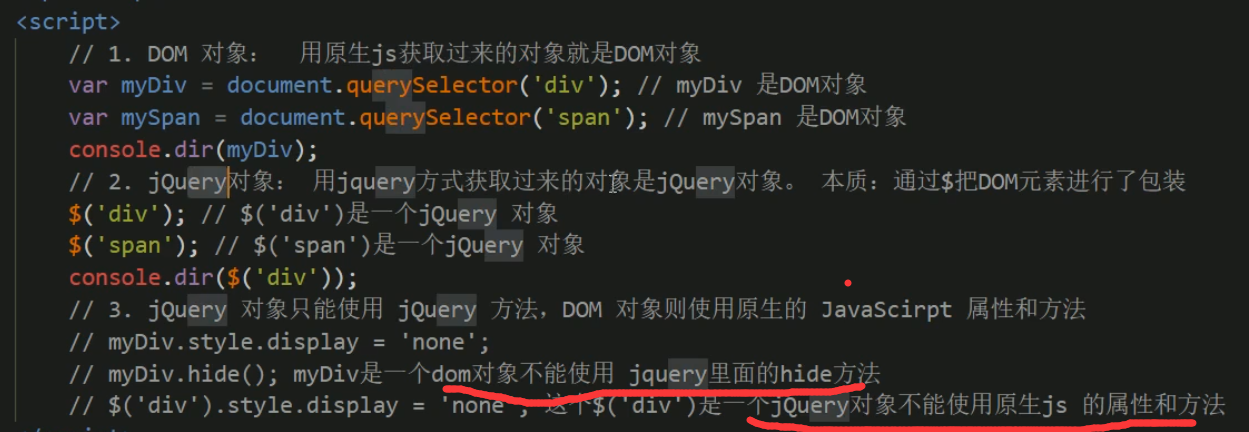 <script>
// 1. DOM 对象： 用原生js获取过来的对象就是DOM对象
var myDiv = document.querySelector('div'); // myDiv 是DOM对象
var mySpan = document.querySelector('span'); // mySpan 是DOM对象
console.dir(myDiv);
// 2. jQuery对象： 用jquery方式获取过来的对象是jQuery对象。 本质：通过$把DOM元素进行了包装
$('div'); // $('div')是一个jQuery 对象
$('span'); // $('span')是一个jQuery 对象
console.dir($('div'));
// 3. jQuery 对象只能使用 jQuery 方法，DOM 对象则使用原生的 JavaScirpt 属性和方法
// myDiv.style.display = 'none';
// myDiv.hide(); myDiv是一个dom对象不能使用 jquery里面的hide方法
// $('div').style.display = 'none'; 这个$('div')是一个jQuery对象不能使用原生js 的属性和方法